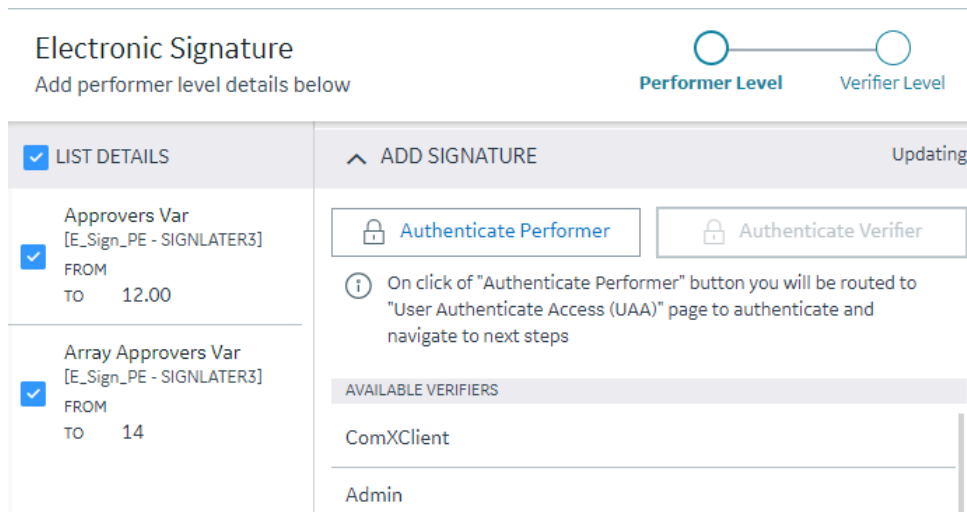 Electronic Signature
Add performer level details below
Performer Level
Verifier Level
LIST DETAILS
Approvers Var
[E_Sign_PE - SIGNLATER3]
FROM
TO 12.00
Array Approvers Var
[E_Sign_PE - SIGNLATER3]
FROM
TO 14
ADD SIGNATURE
Updating
Authenticate Performer
Authenticate Verifier
On click of "Authenticate Performer" button you will be routed to
"User Authenticate Access (UAA)" page to authenticate and
navigate to next steps
AVAILABLE VERIFIERS
ComXClient
Admin